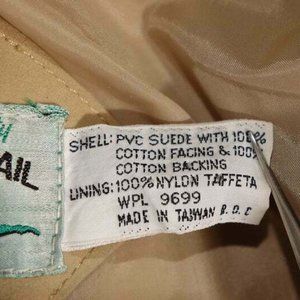 AIL
SHELL: PVC SUEDE WITH 100%
COTTON FACING & 100%
COTTON BACKING
LINING: 100% NYLON TAFFETA
WPL 9699
MADE IN TAIWAN R.O.C